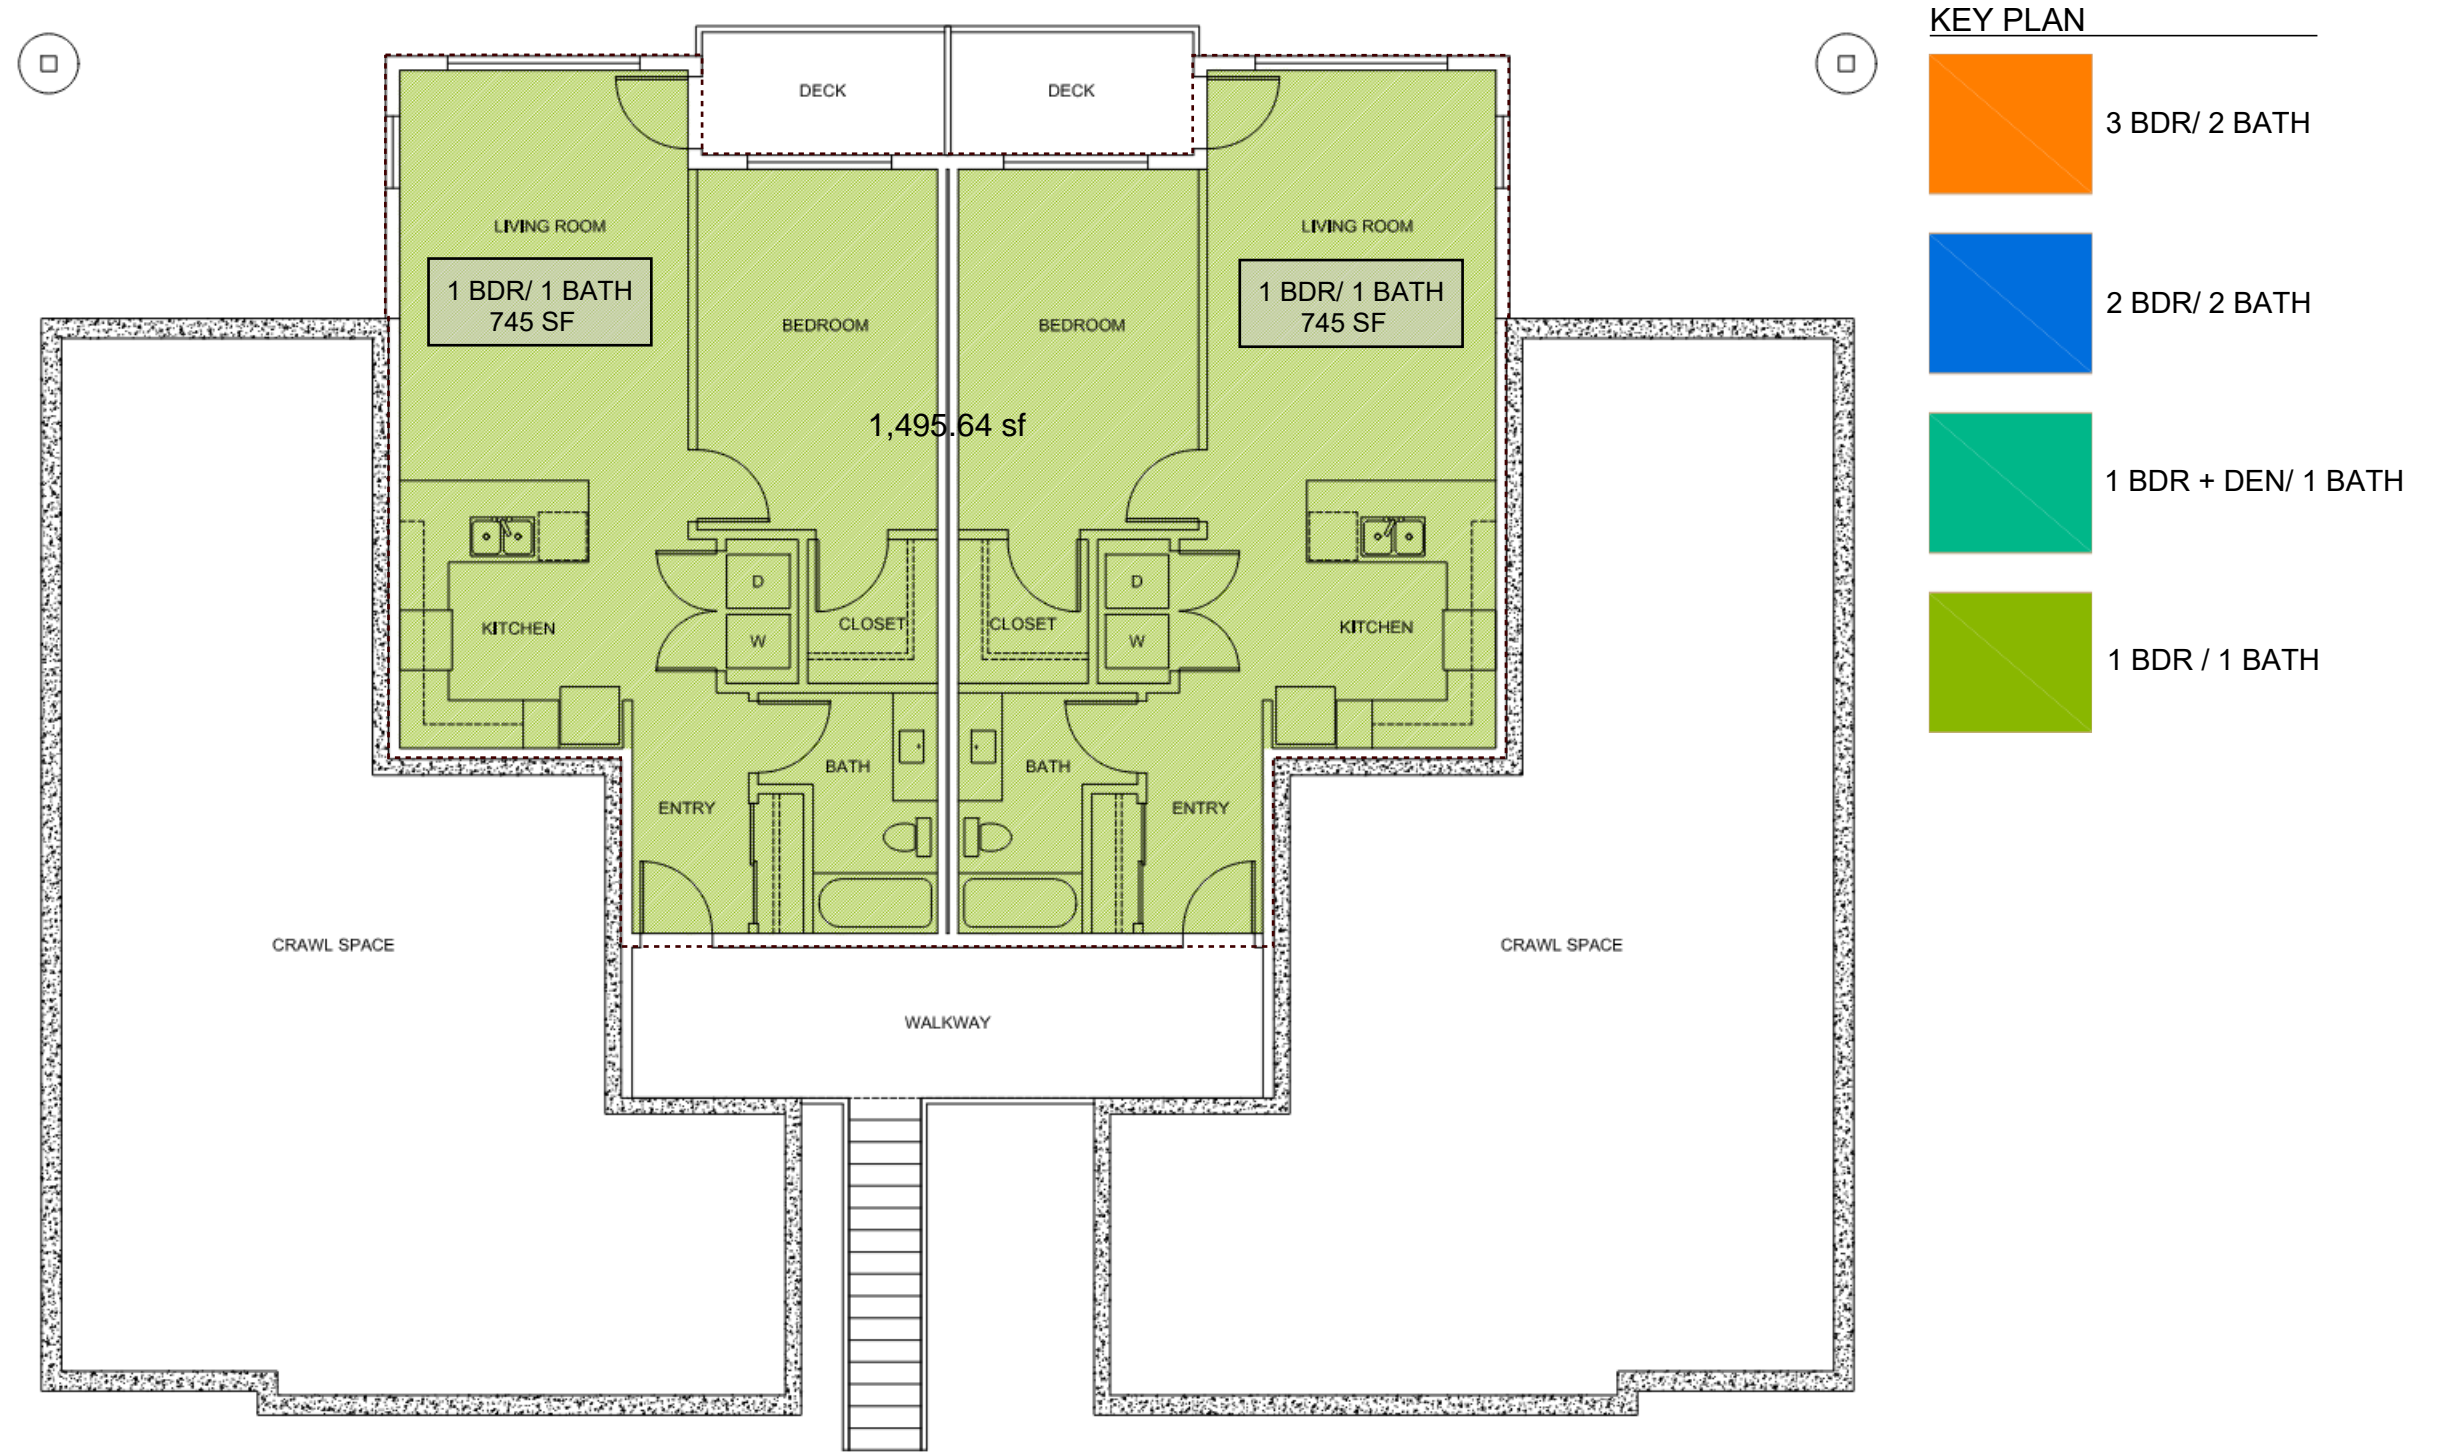 KEY PLAN
3 BDR/ 2 BATH
2 BDR/ 2 BATH
1 BDR + DEN/ 1 BATH
1 BDR / 1 BATH
DECK
DECK
LIVING ROOM
LIVING ROOM
1 BDR/ 1 BATH
745 SF
1 BDR/ 1 BATH
745 SF
BEDROOM
BEDROOM
1,495.64 sf
D
D
W
W
CLOSET
CLOSET
KITCHEN
KITCHEN
BATH
BATH
ENTRY
ENTRY
CRAWL SPACE
CRAWL SPACE
WALKWAY